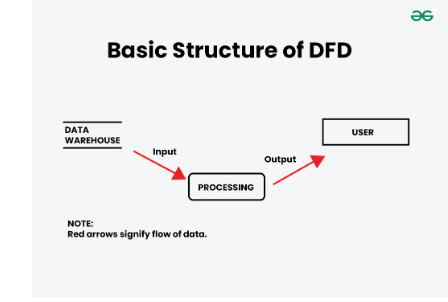 Basic Structure of DFD
DATA
WAREHOUSE
Input
PROCESSING
Output
USER
NOTE:
Red arrows signify flow of data.